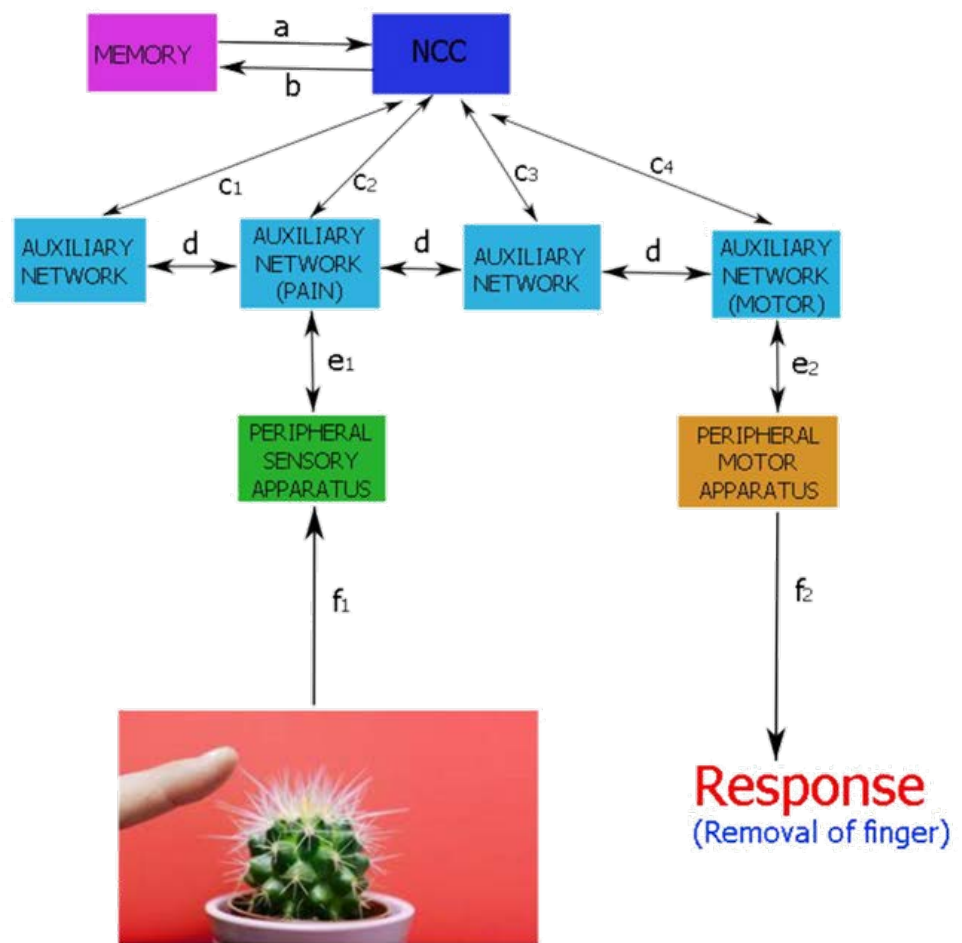 a
MEMORY
NCC
b
c1
c2
c3
c4
AUXILIARY
NETWORK
d
AUXILIARY
NETWORK
(PAIN)
d
AUXILIARY
NETWORK
d
AUXILIARY
NETWORK
(MOTOR)
e1
e2
PERIPHERAL
SENSORY
APPARATUS
PERIPHERAL
MOTOR
APPARATUS
f1
f2
Response
(Removal of finger)